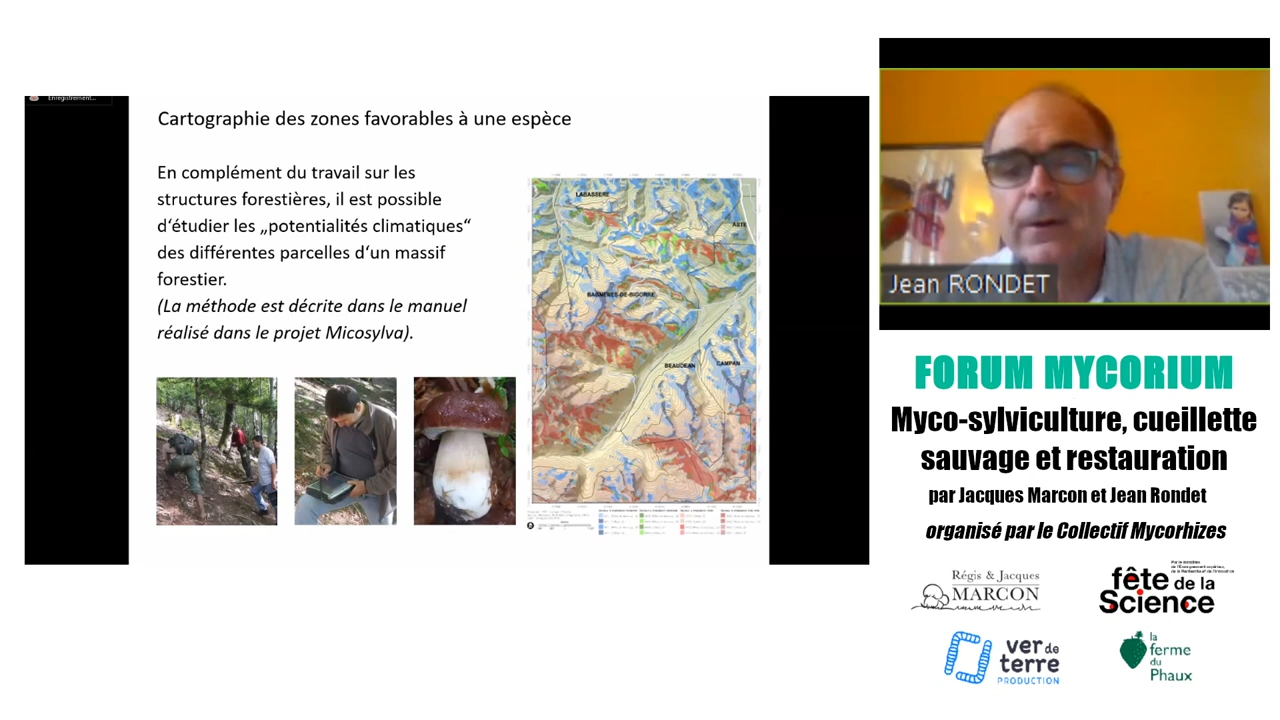 Enregistrement...
Cartographie des zones favorables à une espèce
En complément du travail sur les
structures forestières, il est possible
d‘étudier les „potentialités climatiques“
des différentes parcelles d‘un massif
forestier.
(La méthode est décrite dans le manuel
réalisé dans le projet Micosylva).
LABASSERE
ASTE
BAGNERES-DE-BIGORRE
BEAUDEAN
CAMPAN
Jean RONDET
FORUM MYCORIUM
Myco-sylviculture, cueillette
sauvage et restauration
par Jacques Marcon et Jean Rondet
organisé par le Collectif Mycorhizes
Régis & Jacques
MARCON
fête de la
Science
ver de
terre
PRODUCTION
la
ferme
du
Phaux